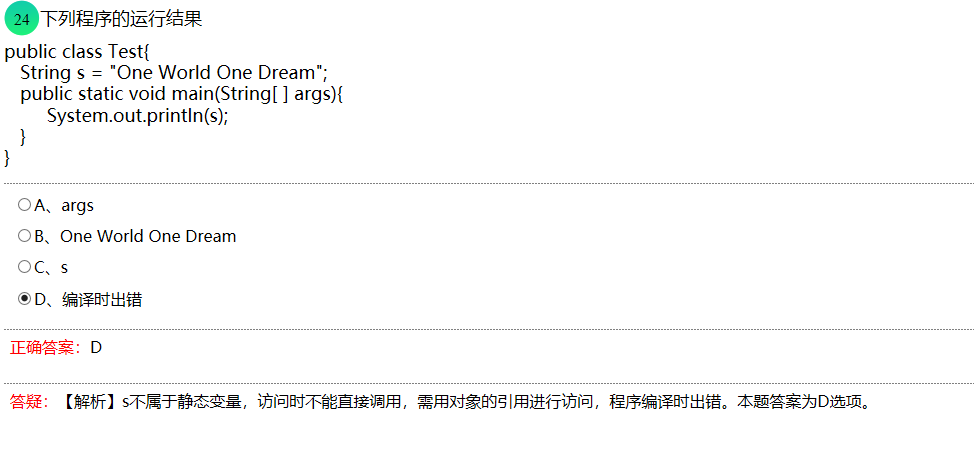 24 下列程序的运行结果
public class Test{
String s = "One World One Dream";
public static void main(String[ ] args){
System.out.println(s);
}
}
A、args
B、One World One Dream
C、s
D、编译时出错
正确答案：D
答疑：【解析】s不属于静态变量，访问时不能直接调用，需用对象的引用进行访问，程序编译时出错。本题答案为D选项。